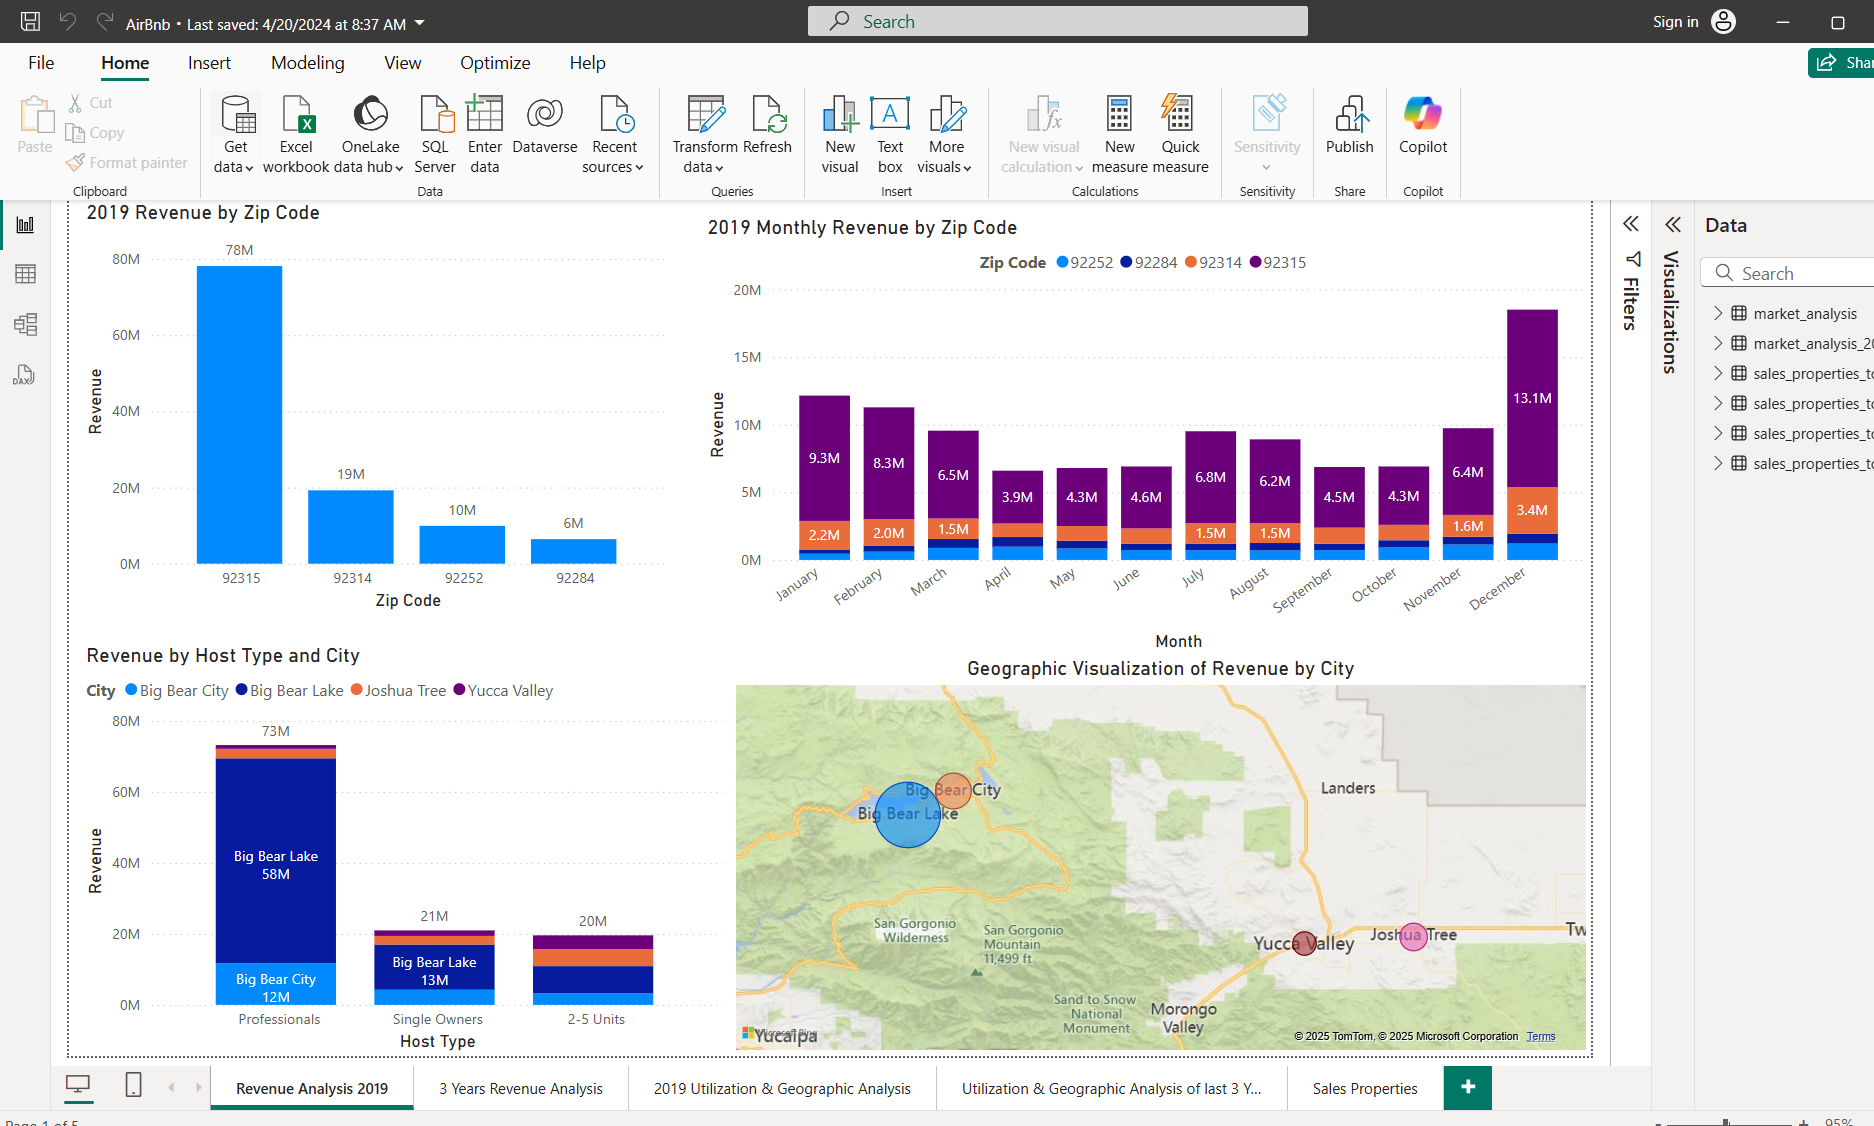 AirBnb • Last saved: 4/20/2024 at 8:37 AM
Search
Sign in
File Home Insert Modeling View Optimize Help
Paste
Cut
Copy
Format painter
Clipboard
Get data
Excel workbook
OneLake data hub
SQL Server
Enter data
Dataverse
Recent sources
Data
Transform data
Refresh
Queries
New visual
Text box
More visuals
Insert
New visual calculation
New measure
Quick measure
Calculations
Sensitivity
Sensitivity
Publish
Share
Copilot
Copilot
2019 Revenue by Zip Code
Revenue
80M
60M
40M
20M
0M
78M
19M
10M
6M
92315 92314 92252 92284
Zip Code
2019 Monthly Revenue by Zip Code
Zip Code 92252 92284 92314 92315
Revenue
20M
15M
10M
5M
0M
9.3M 8.3M 6.5M 3.9M 4.3M 4.6M 6.8M 6.2M 4.5M 4.3M 6.4M 13.1M
2.2M 2.0M 1.5M 1.5M 1.5M 1.6M 3.4M
January February March April May June July August September October November December
Month
Revenue by Host Type and City
City Big Bear City Big Bear Lake Joshua Tree Yucca Valley
Revenue
80M
60M
40M
20M
0M
73M
Big Bear Lake
58M
Big Bear City
12M
21M
Big Bear Lake
13M
20M
Professionals Single Owners 2-5 Units
Host Type
Geographic Visualization of Revenue by City
Big Bear City
Big Bear Lake
Landers
San Gorgonio
Wilderness
San Gorgonio
Mountain
11,499 ft
Yucca Valley
Joshua Tree
Tw
Sand to Snow
National
Monument
Morongo
Valley
Microsoft Bing
Yucaipa
© 2025 TomTom, © 2025 Microsoft Corporation Terms
Filters
Visualizations
Data
Search
market_analysis
market_analysis_20
sales_properties_to
sales_properties_to
sales_properties_to
sales_properties_to
Revenue Analysis 2019
3 Years Revenue Analysis
2019 Utilization & Geographic Analysis
Utilization & Geographic Analysis of last 3 Y...
Sales Properties
Page 1 of 5
95%